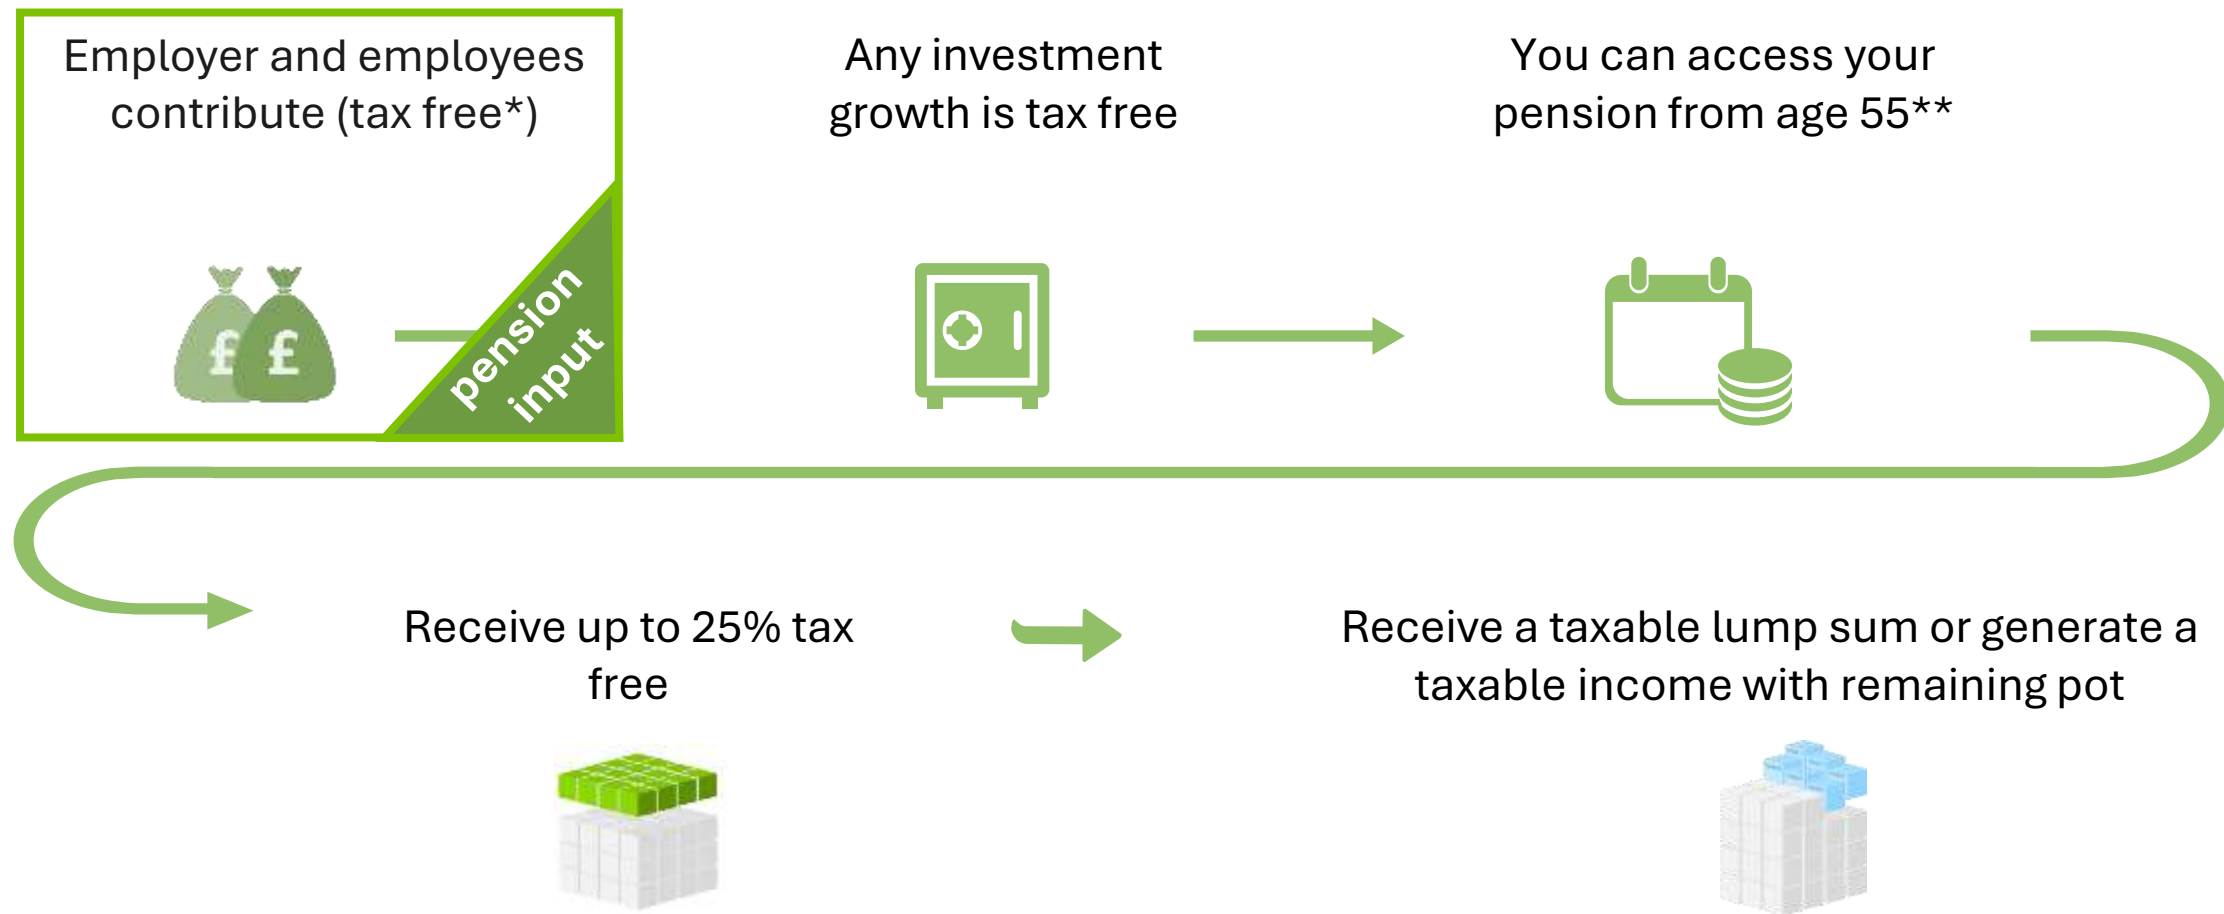 Employer and employees
contribute (tax free*)
££
pension
input
Any investment
growth is tax free
You can access your
pension from age 55**
Receive up to 25% tax
free
Receive a taxable lump sum or generate a
taxable income with remaining pot